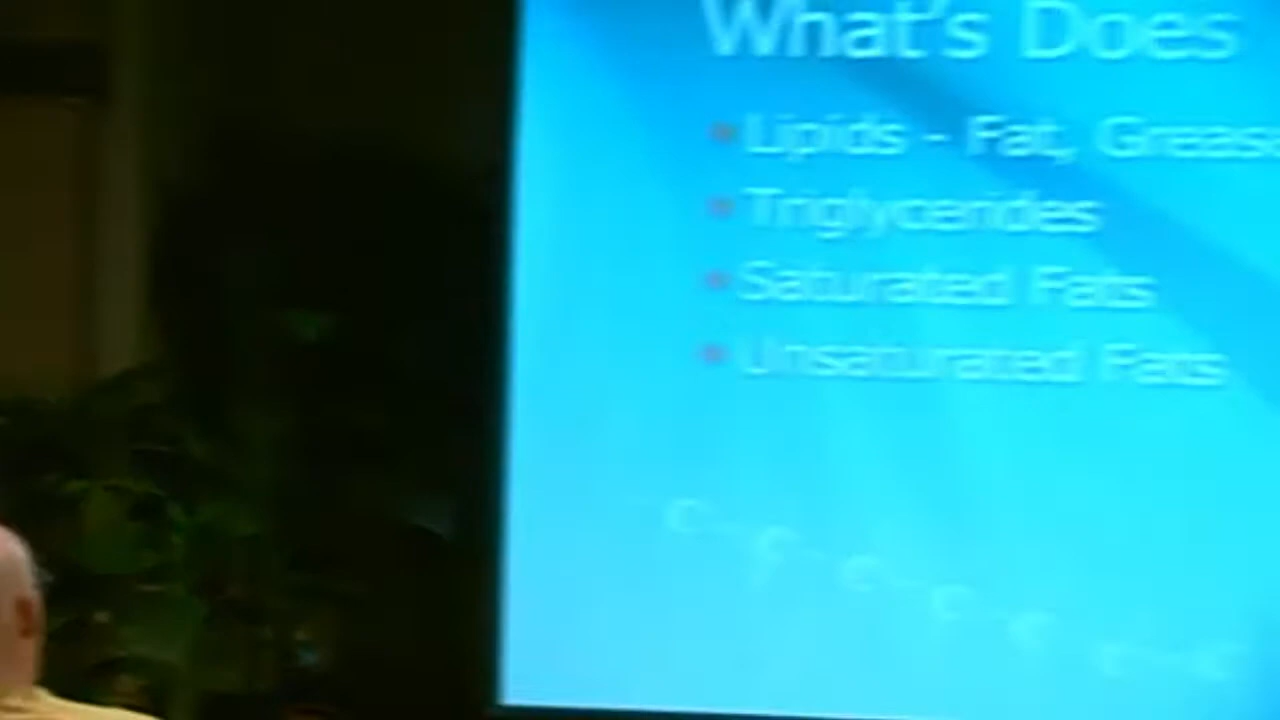 What's Does
• Lipids - Fat, Grease
• Triglycerides
• Saturated Fats
• Unsaturated Fats
C - C - C - C - C - C - C